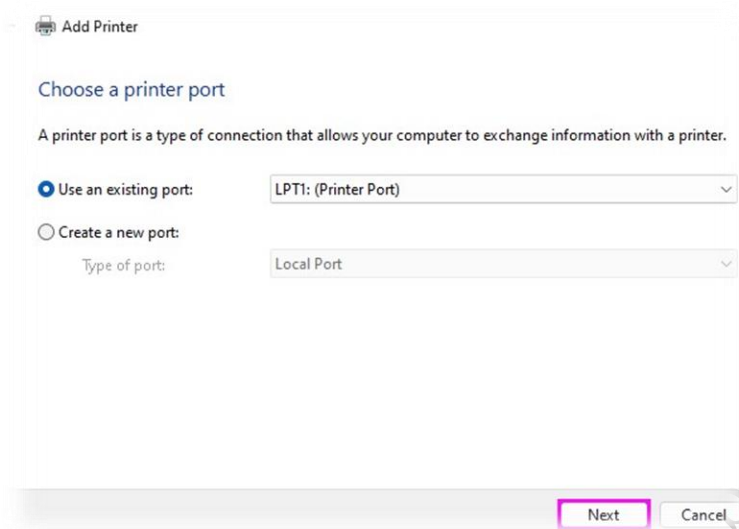 Add Printer
Choose a printer port
A printer port is a type of connection that allows your computer to exchange information with a printer.
Use an existing port: LPT1: (Printer Port)
Create a new port:
Type of port: Local Port
Next Cancel